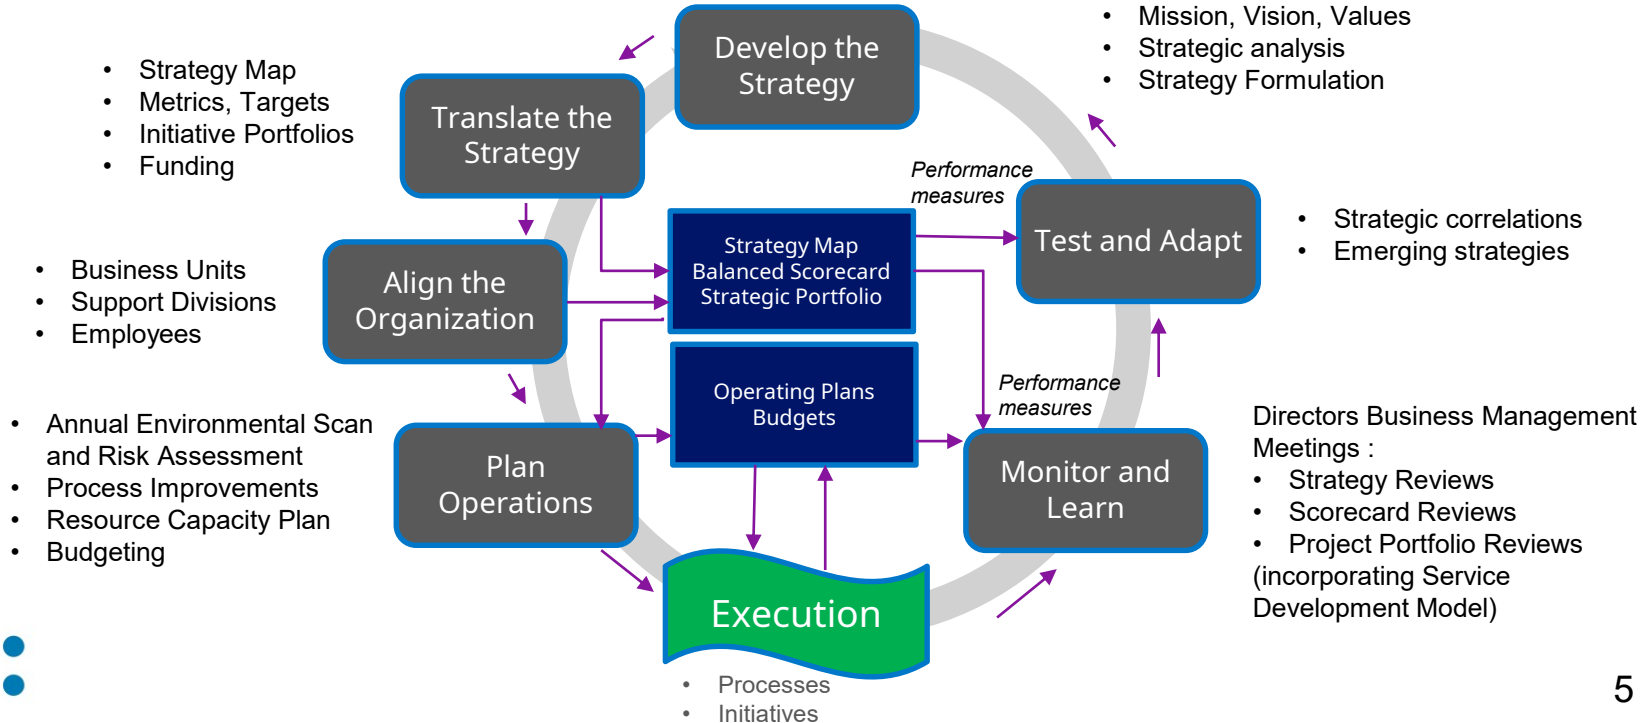 • Mission, Vision, Values
• Strategic analysis
• Strategy Formulation
Develop the
Strategy
• Strategy Map
• Metrics, Targets
• Initiative Portfolios
• Funding
Translate the
Strategy
Performance
measures
Test and Adapt
• Strategic correlations
• Emerging strategies
Strategy Map
Balanced Scorecard
Strategic Portfolio
• Business Units
• Support Divisions
• Employees
Align the
Organization
Operating Plans
Budgets
Performance
measures
• Annual Environmental Scan
and Risk Assessment
• Process Improvements
• Resource Capacity Plan
• Budgeting
Plan
Operations
Monitor and
Learn
Directors Business Management
Meetings :
• Strategy Reviews
• Scorecard Reviews
• Project Portfolio Reviews
(incorporating Service
Development Model)
Execution
• Processes
• Initiatives
5